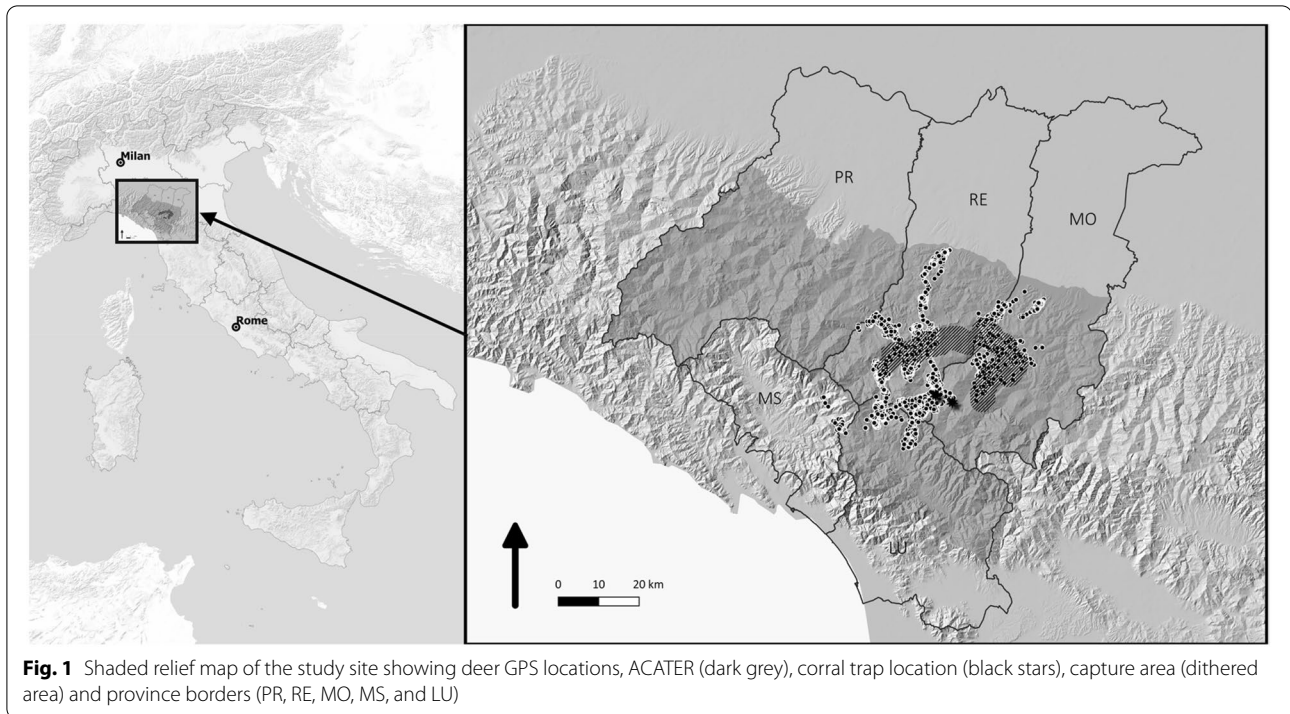 Milan
Rome
PR
RE
MO
MS
LU
0 10 20 km
Fig. 1 Shaded relief map of the study site showing deer GPS locations, ACATER (dark grey), corral trap location (black stars), capture area (dithered
area) and province borders (PR, RE, MO, MS, and LU)